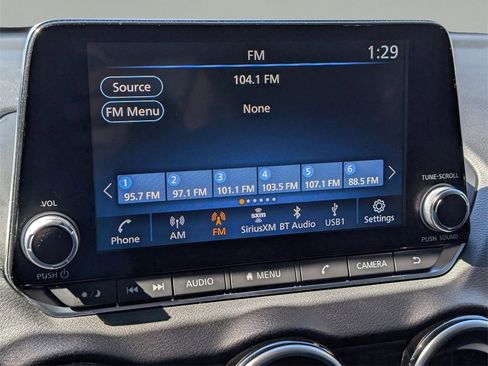 FM 1:29
Source
104.1 FM
FM Menu
None
1 2 3 4 5 6
95.7 FM 97.1 FM 101.1 FM 103.5 FM 107.1 FM 88.5 FM
TUNE·SCROLL
VOL
Phone AM FM sxm SiriusXM BT Audio USB1 Settings
PUSH
PUSH SOUND
AUDIO MENU CAMERA